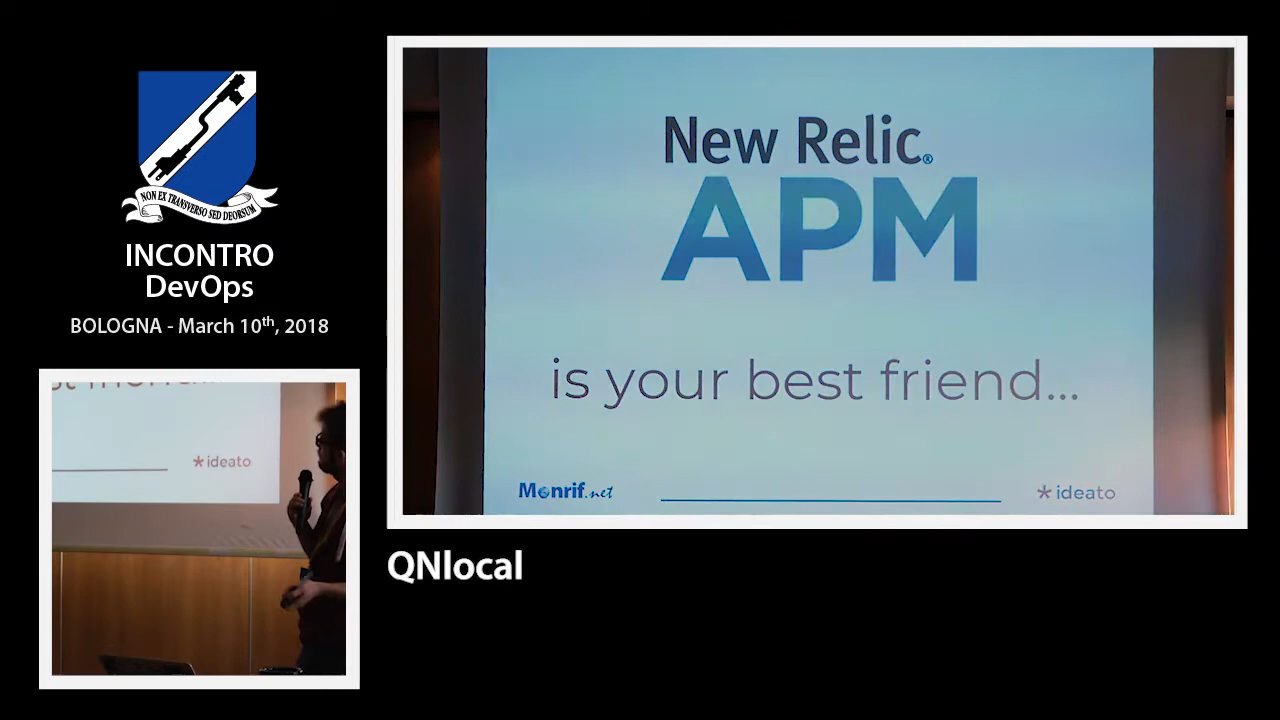 NON EX TRANSVERSO SED DEORSUM
INCONTRO
DevOps
BOLOGNA - March 10th, 2018
ideato
New Relic®
APM
is your best friend...
Monrif.net
ideato
QNlocal